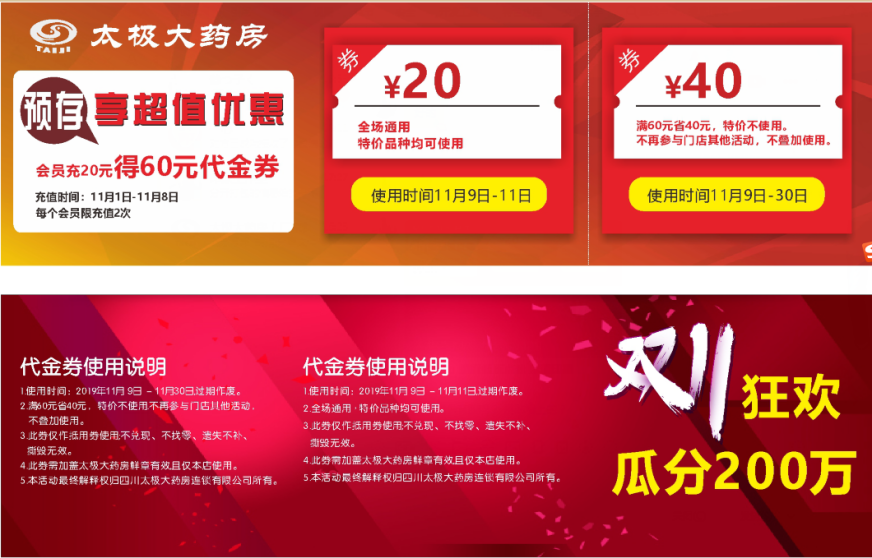 TAIJI
太极大药房
预存享超值优惠
会员充20元得60元代金券
充值时间：11月1日-11月8日
每个会员限充值2次
券
¥20
全场通用
特价品种均可使用
使用时间11月9日-11日
券
¥40
满60元省40元，特价不使用。
不再参与门店其他活动，不叠加使用。
使用时间11月9日-30日
代金券使用说明
1.使用时间：2019年11月 9日 - 11月30日,过期作废。
2.满60元省40元，特价不使用不再参与门店其他活动，
不叠加使用。
3.此券仅作抵用券使用不兑现、不找零、遗失不补、
撕毁无效。
4.此券需加盖太极大药房鲜章有效且仅本店使用。
5.本活动最终解释权归四川太极大药房连锁有限公司所有。
代金券使用说明
1.使用时间：2019年11月 9日 - 11月11日,过期作废。
2.全场通用，特价品种均可使用。
3.此券仅作抵用券使用不兑现、不找零、遗失不补、
撕毁无效。
4.此券需加盖太极大药房鲜章有效且仅本店使用。
5.本活动最终解释权归四川太极大药房连锁有限公司所有。
双11狂欢
瓜分200万